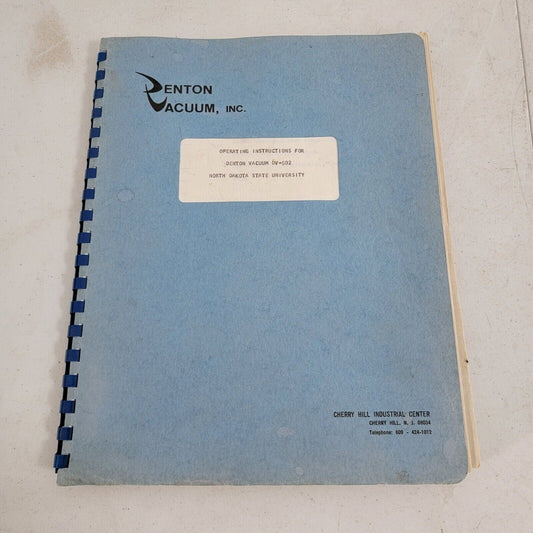 DENTON
VACUUM, INC.
OPERATING INSTRUCTIONS FOR
DENTON VACUUM DV-502
NORTH DAKOTA STATE UNIVERSITY
CHERRY HILL INDUSTRIAL CENTER
CHERRY HILL, N. J. 08034
Telephone: 609 - 424-1012